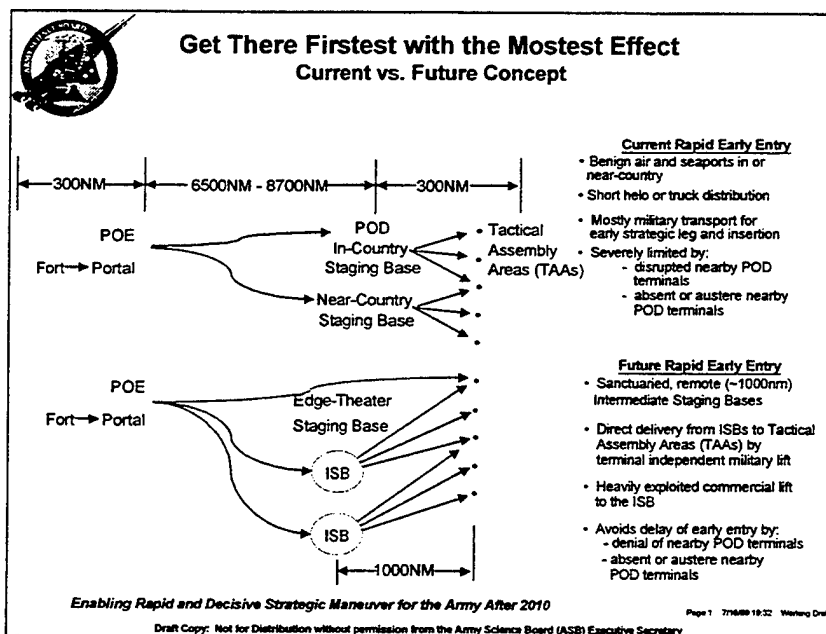 Get There Firstest with the Mostest Effect
Current vs. Future Concept
300NM
6500NM - 8700NM
300NM
POE
Fort → Portal
POD
In-Country
Staging Base
Near-Country
Staging Base
• Tactical
Assembly
Areas (TAAs)
Current Rapid Early Entry
• Benign air and seaports in or
near-country
• Short helo or truck distribution
• Mostly military transport for
early strategic leg and insertion
• Severely limited by:
- disrupted nearby POD
terminals
- absent or austere nearby
POD terminals
POE
Fort → Portal
Edge-Theater
Staging Base
ISB
ISB
1000NM
Future Rapid Early Entry
• Sanctuaried, remote (~1000nm)
Intermediate Staging Bases
• Direct delivery from ISBs to Tactical
Assembly Areas (TAAs) by
terminal independent military lift
• Heavily exploited commercial lift
to the ISB
• Avoids delay of early entry by:
- denial of nearby POD terminals
- absent or austere nearby
POD terminals
Enabling Rapid and Decisive Strategic Maneuver for the Army After 2010
Page 7 19:32 Working Draft
Draft Copy: Not for Distribution without permission from the Army Science Board (ASB) Executive Secretary